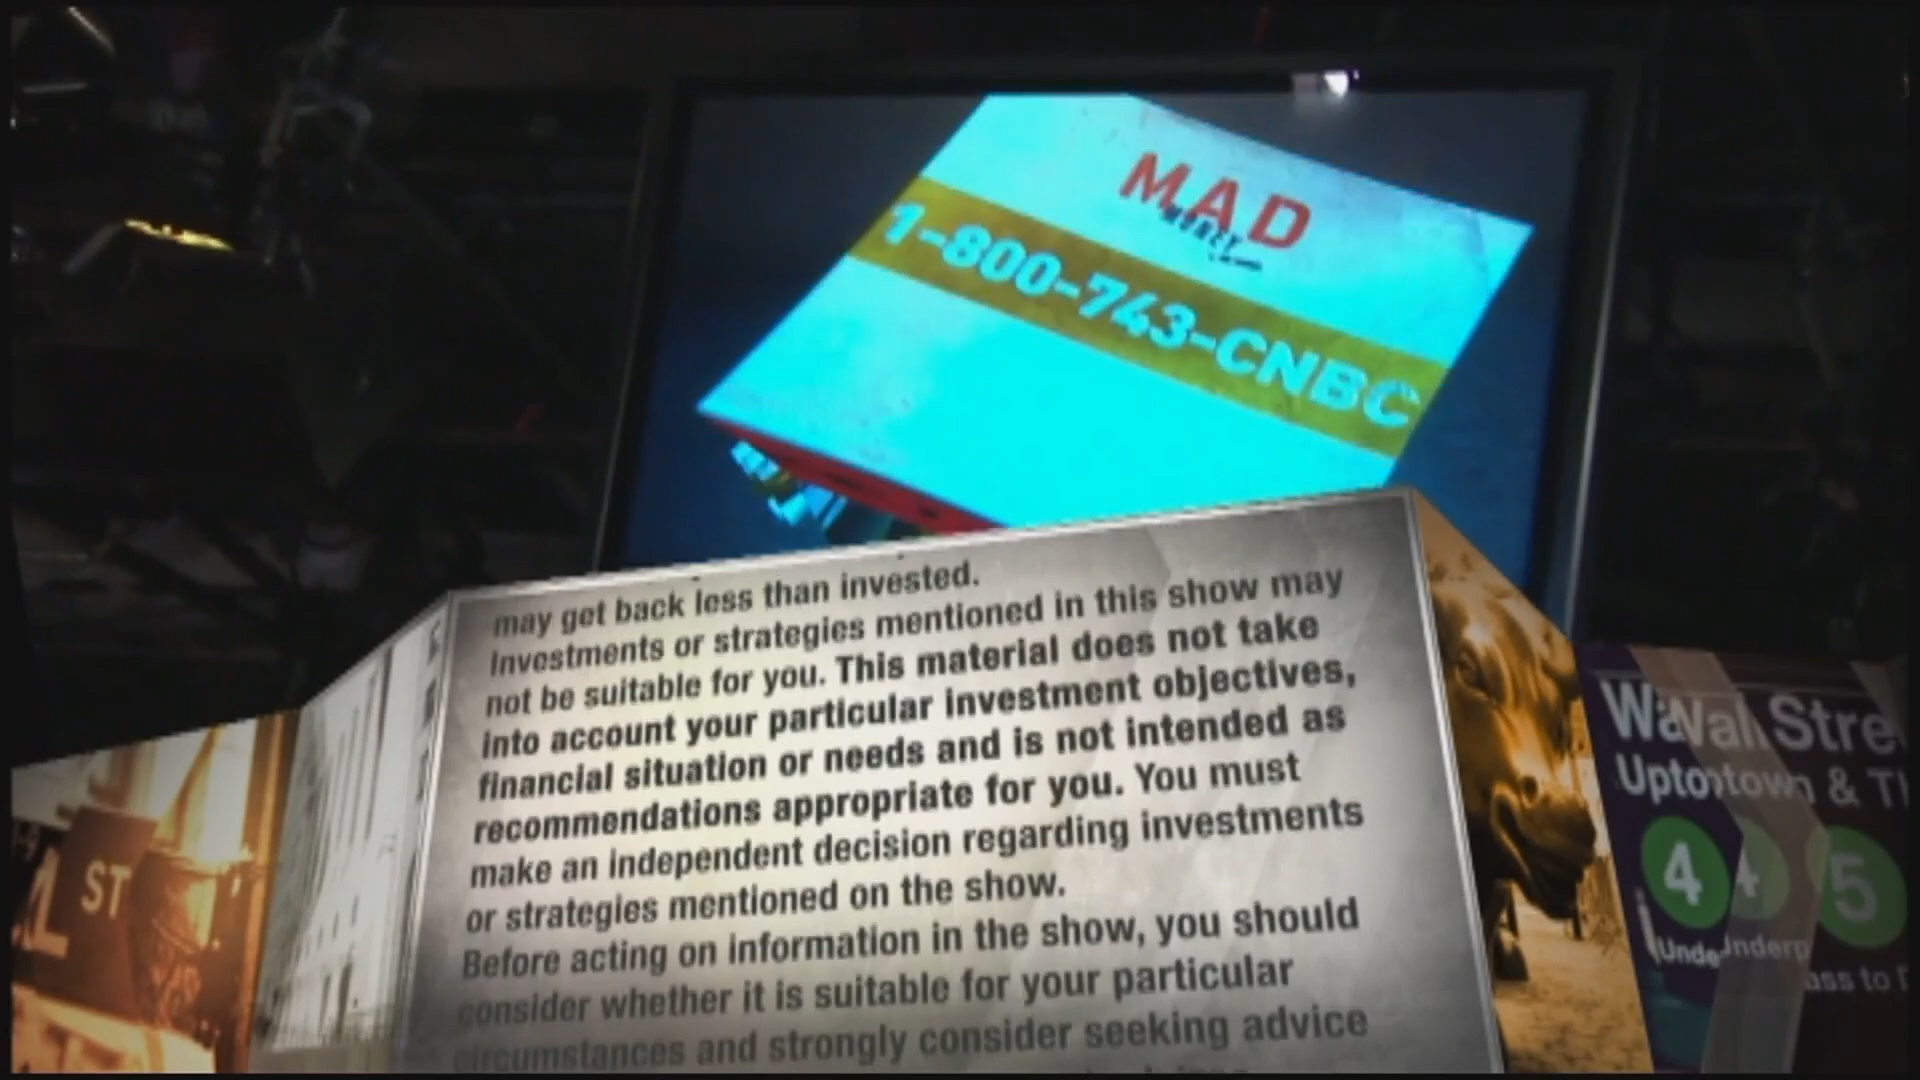 MAD
MONEY
1-800-743-CNBC
may get back less than invested.
Investments or strategies mentioned in this show may
not be suitable for you. This material does not take
into account your particular investment objectives,
financial situation or needs and is not intended as
recommendations appropriate for you. You must
make an independent decision regarding investments
or strategies mentioned on the show.
Before acting on information in the show, you should
consider whether it is suitable for your particular
circumstances and strongly consider seeking advice
ST
Stre
Uptown & T
4 4 5